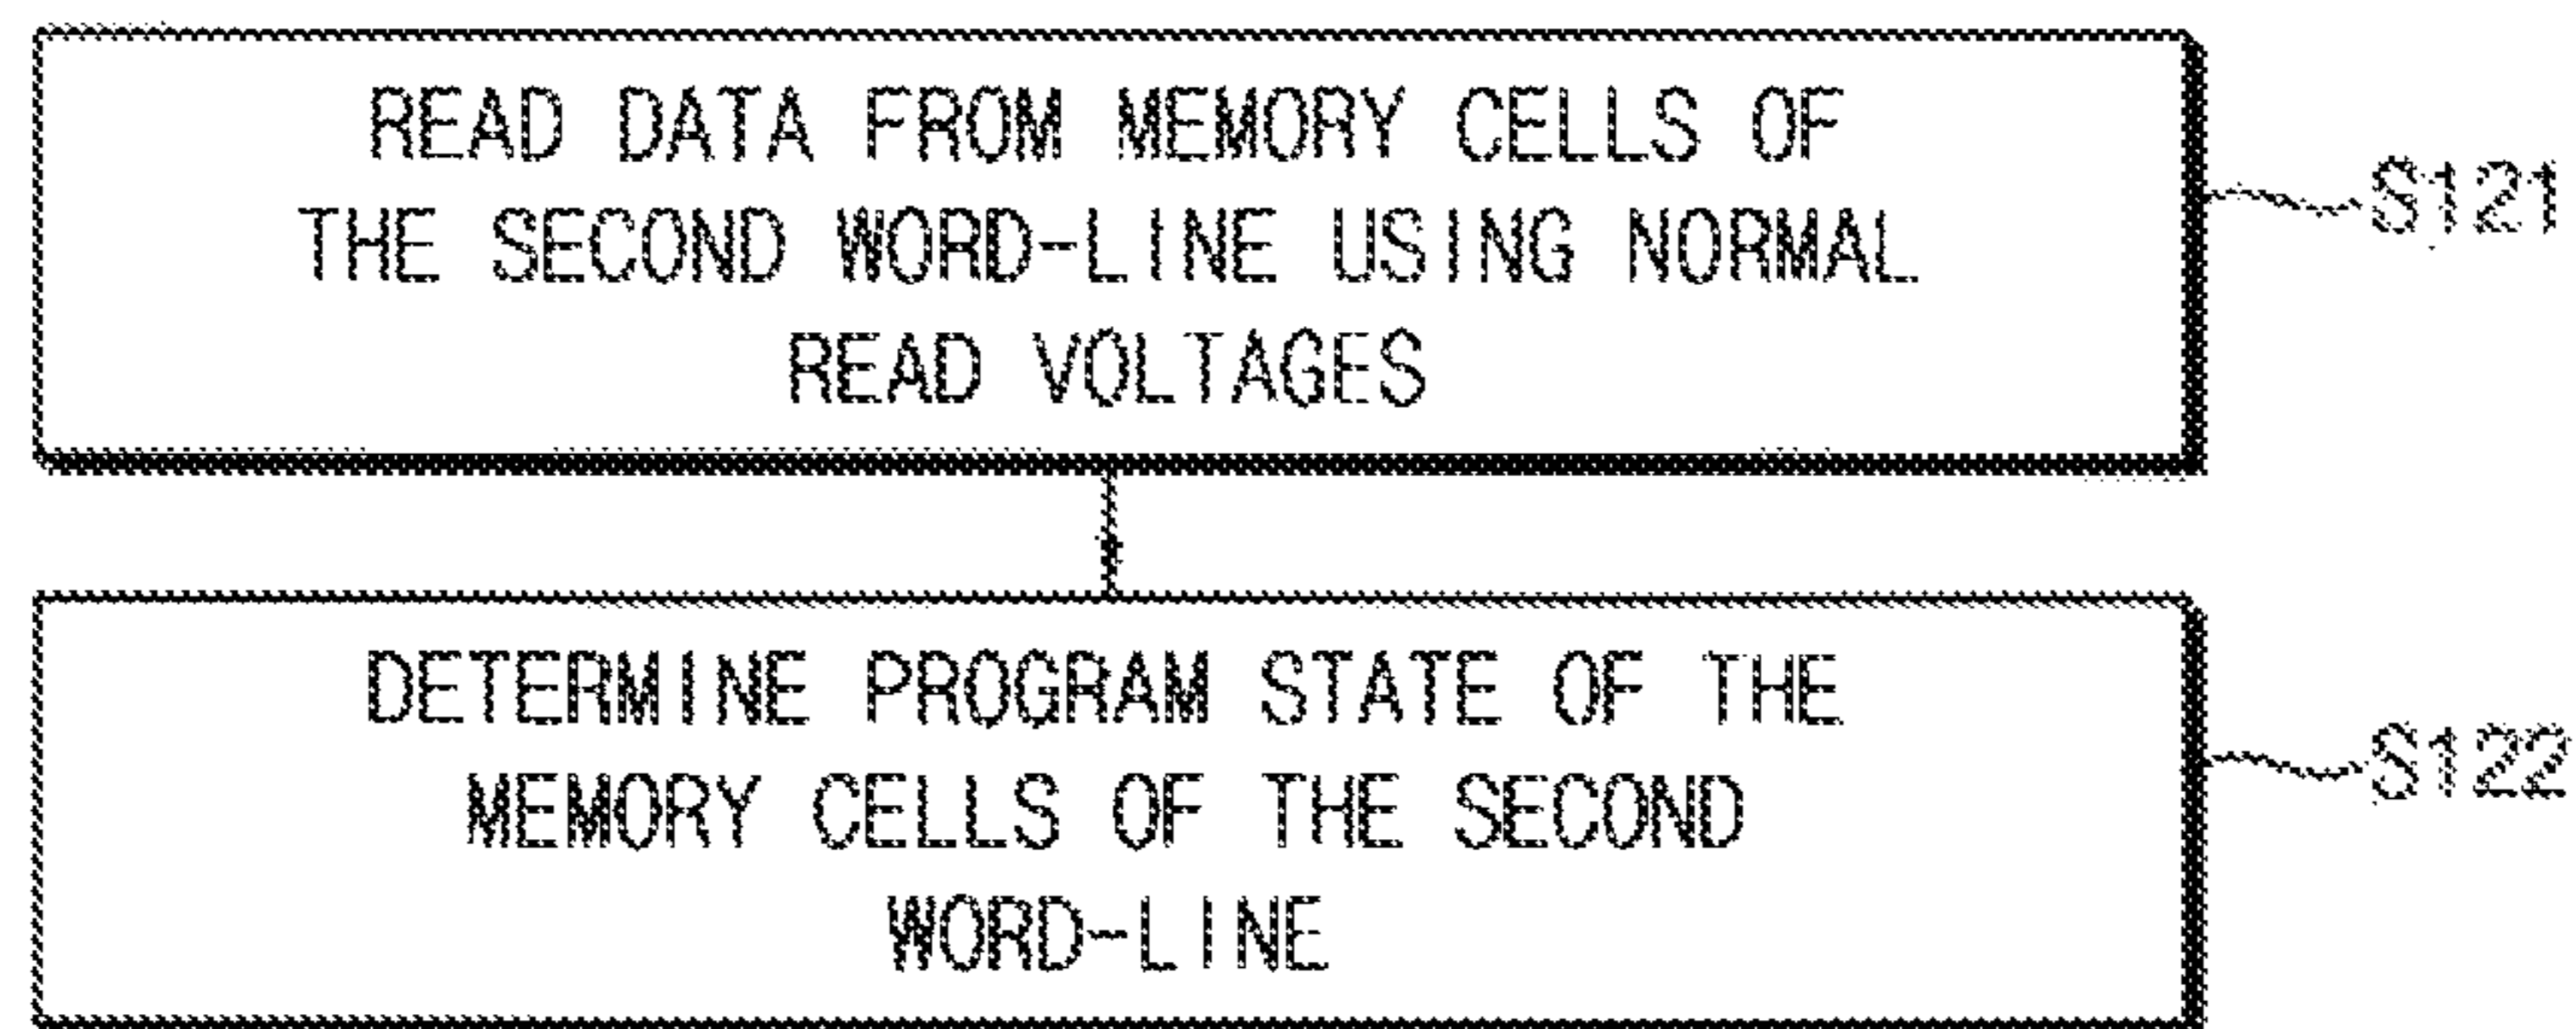 READ DATA FROM MEMORY CELLS OF
THE SECOND WORD-LINE USING NORMAL
READ VOLTAGES
S121
DETERMINE PROGRAM STATE OF THE
MEMORY CELLS OF THE SECOND
WORD-LINE
S122